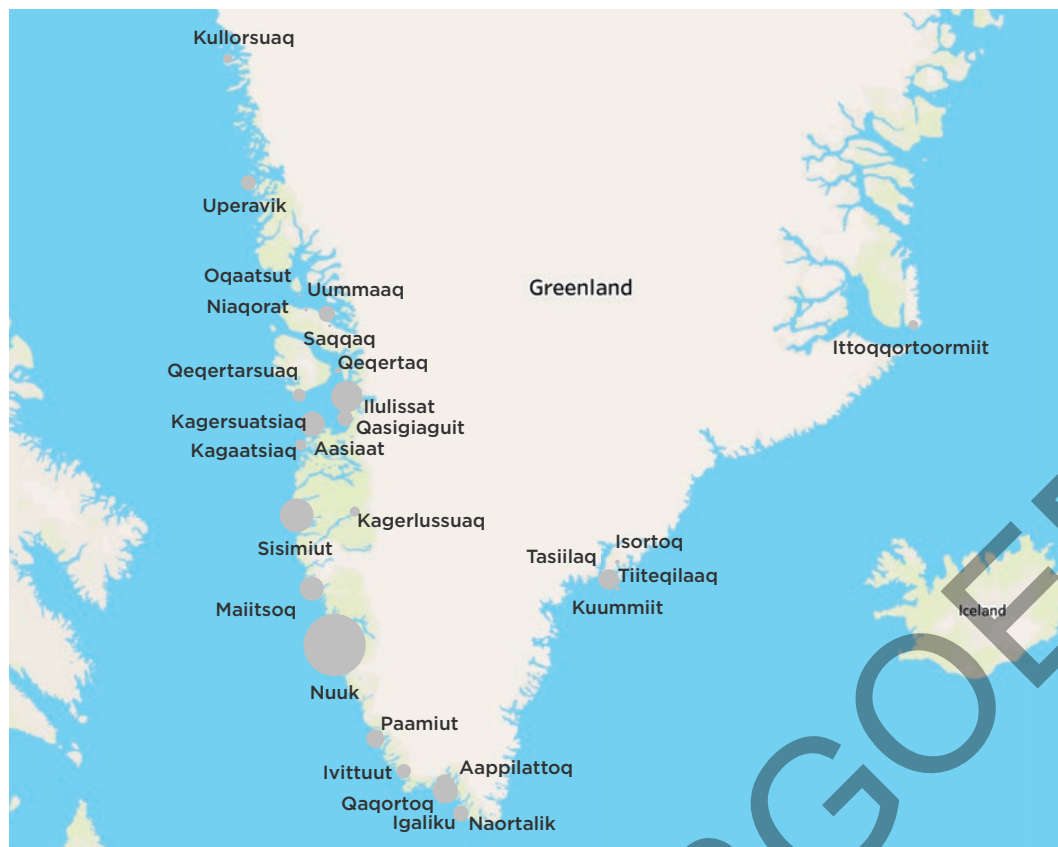 Kullorsuaq
Uperavik
Oqaatsut
Uummaaq
Greenland
Niaqorat
Saqqaq
Ittoqqortoormiit
Qeqertaq
Qeqertarsuaq
Ilulissat
Kagersuatsiaq
Qasigiaguit
Kagaatsiaq
Aasiaat
Kagerlussuaq
Sisimiut
Isortoq
Tasiilaq
Tiiteqilaaq
Kuummiit
Maiitsoq
Iceland
Nuuk
Paamiut
Ivittuut
Aappilattoq
Qaqortoq
Igaliku
Naortalik